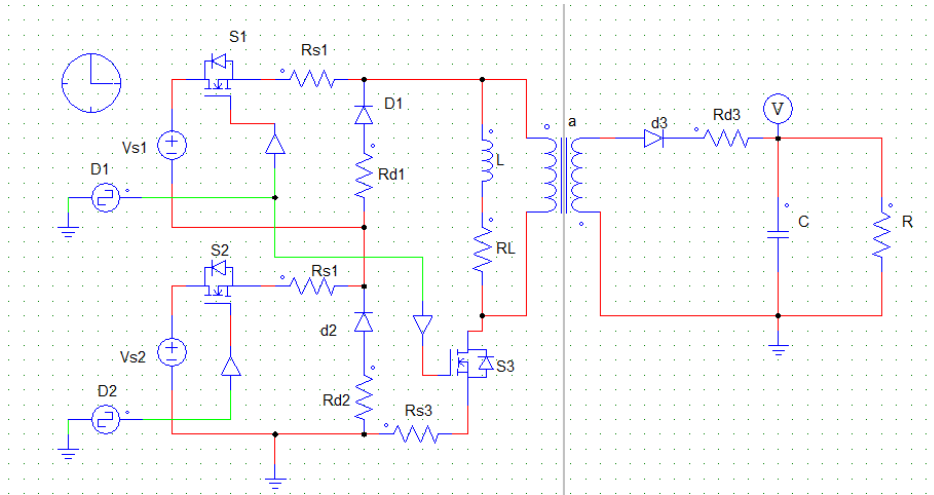 S1
Rs1
D1
Vs1
Rd1
D1
L
a
d3
Rd3
V
RL
C
R
S2
Rs1
d2
Vs2
S3
D2
Rd2
Rs3